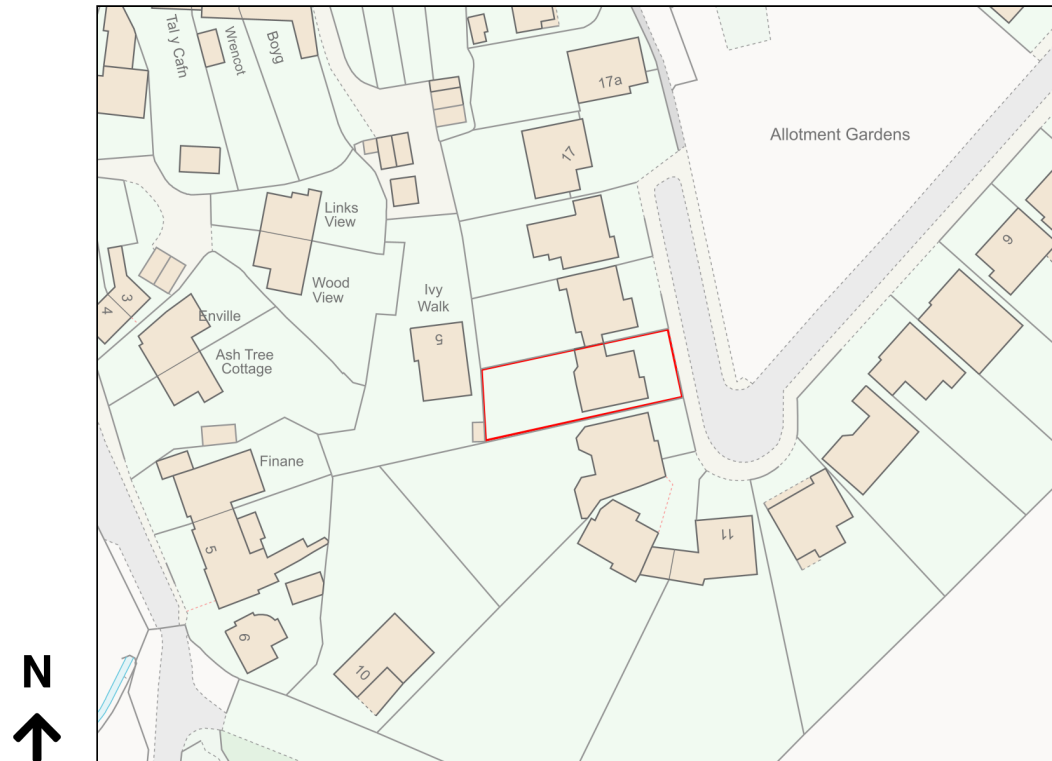 Tal y Cafn
Wrencot
Boyg
17a
Allotment Gardens
17
Links
View
Wood
View
Ivy
Walk
5
3
4
Enville
Ash Tree
Cottage
9
Finane
5
11
6
10
N